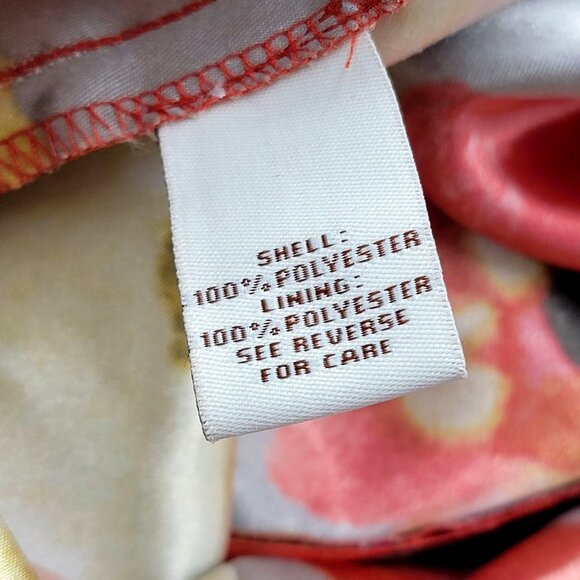 SHELL:
100% POLYESTER
LINING:
100% POLYESTER
SEE REVERSE
FOR CARE